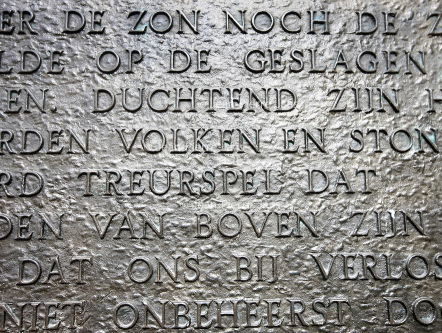 ER DE ZON NOCH DE Z
LDE OP DE GESLAGEN
EN. DUCHTEND ZIJN H
RDEN VOLKEN EN STON
RD TREURSPEL DAT
DEN VAN BOVEN ZIJN
DAT ONS BIJ VERLOS
NIET ONBEHEERST DO